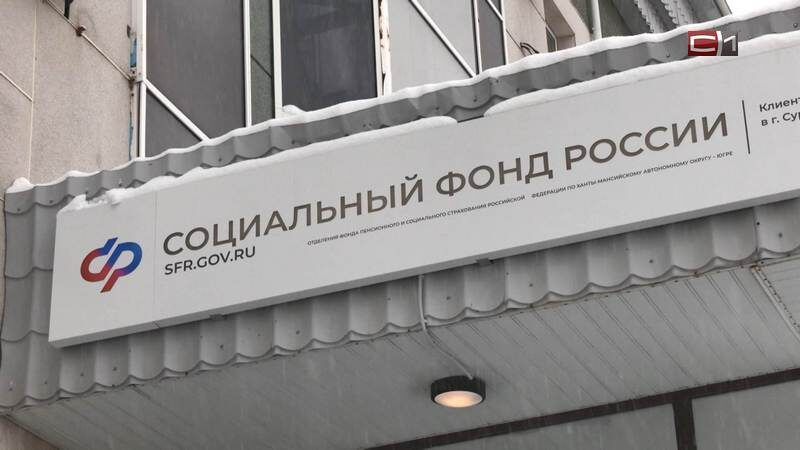 С1
СОЦИАЛЬНЫЙ ФОНД РОССИИ
SFR.GOV.RU
ОТДЕЛЕНИЯ ФОНДА ПЕНСИОННОГО И СОЦИАЛЬНОГО СТРАХОВАНИЯ РОССИЙСКОЙ ФЕДЕРАЦИИ ПО ХАНТЫ-МАНСИЙСКОМУ АВТОНОМНОМУ ОКРУГУ – ЮГРЕ
Клиент
в г. Сур